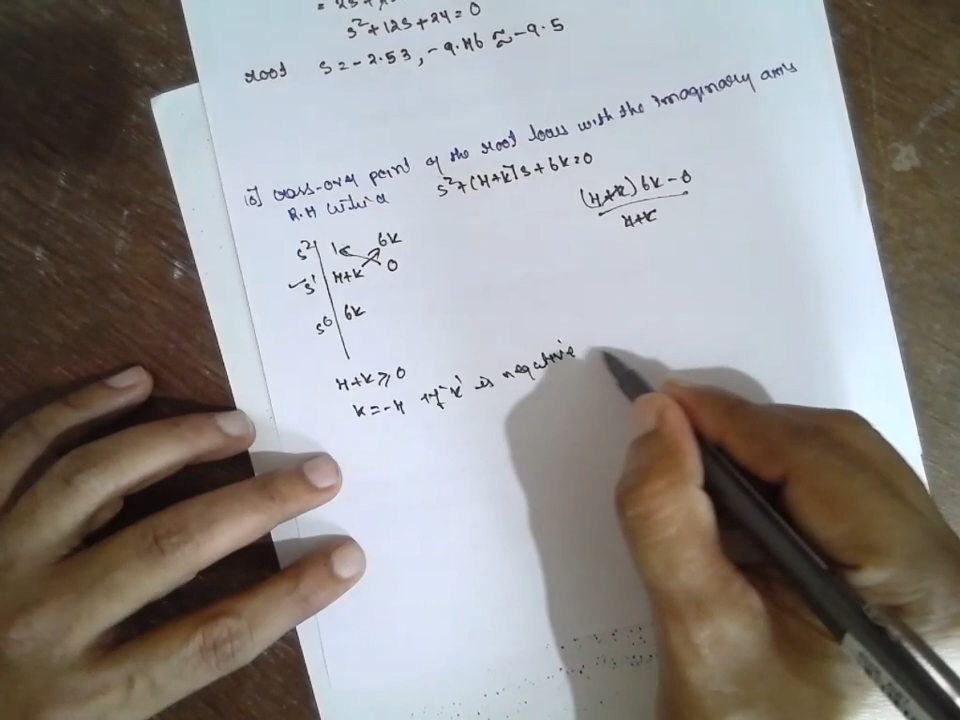 s²+12s+24=0
root s=-2.53, -9.46 ≈ -9.5
cross-over point of the root locus with the imaginary axis
R.H s²+(4+k)s+6k=0
(4+k)6k-0
4+k
s² 1 6k
✓s¹ 4+k 0
s⁰ 6k
4+k⩾0
k=-4 if 'k' is negative